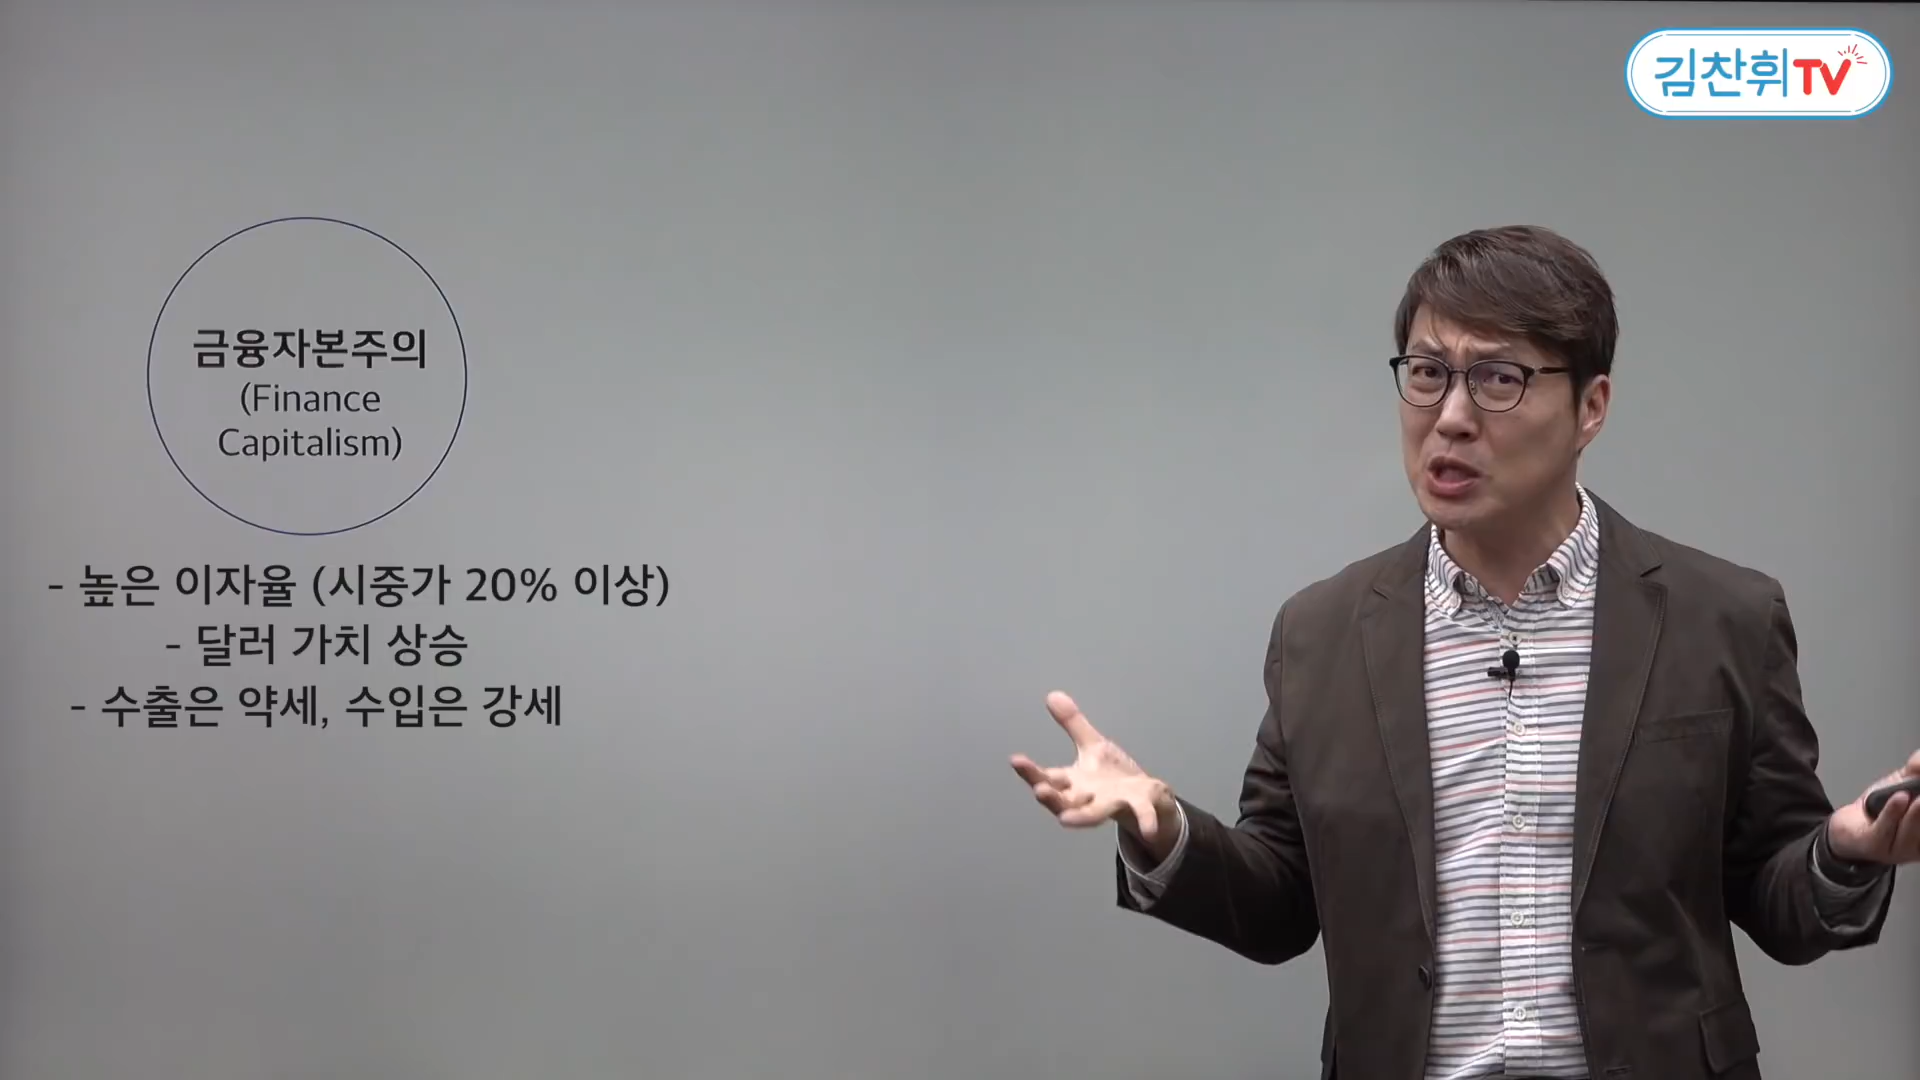 김찬휘TV
금융자본주의
(Finance
Capitalism)
- 높은 이자율 (시중가 20% 이상)
- 달러 가치 상승
- 수출은 약세, 수입은 강세